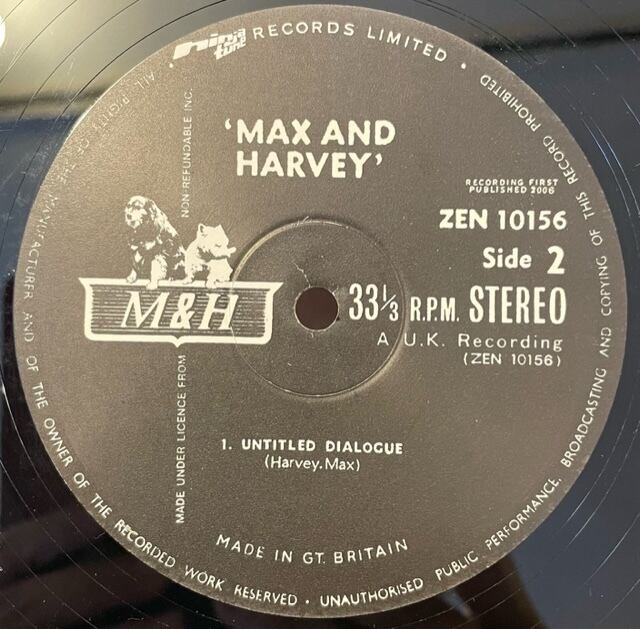 ninja tune RECORDS LIMITED •
ALL RIGHTS OF THE MANUFACTURER AND OF THE OWNER OF THE RECORDED WORK RESERVED • UNAUTHORISED PUBLIC PERFORMANCE, BROADCASTING AND COPYING OF THIS RECORD PROHIBITED
'MAX AND
HARVEY'
NON-REFUNDABLE INC.
RECORDING FIRST
PUBLISHED 2006
ZEN 10156
Side 2
M&H
33⅓ R.P.M. STEREO
A U.K. Recording
(ZEN 10156)
MADE UNDER LICENCE FROM
1. UNTITLED DIALOGUE
(Harvey.Max)
MADE IN GT. BRITAIN